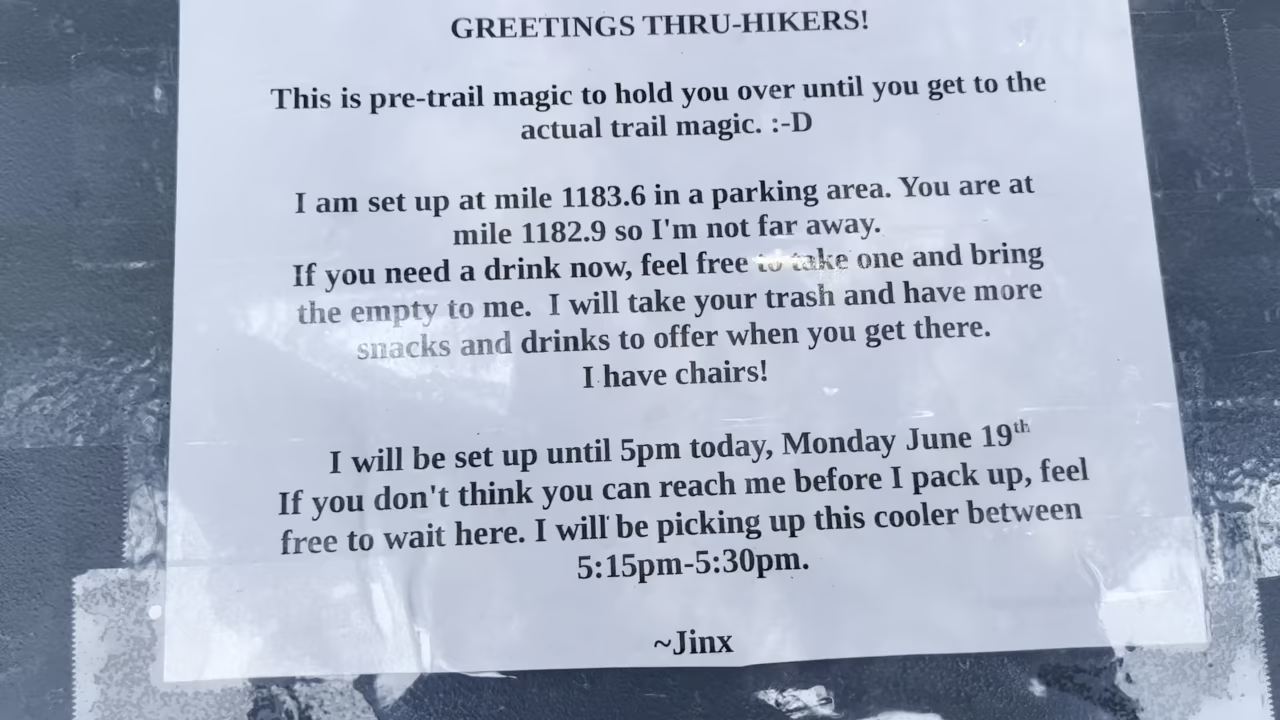 GREETINGS THRU-HIKERS!
This is pre-trail magic to hold you over until you get to the
actual trail magic. :-D
I am set up at mile 1183.6 in a parking area. You are at
mile 1182.9 so I'm not far away.
If you need a drink now, feel free to take one and bring
the empty to me. I will take your trash and have more
snacks and drinks to offer when you get there.
I have chairs!
I will be set up until 5pm today, Monday June 19th
If you don't think you can reach me before I pack up, feel
free to wait here. I will be picking up this cooler between
5:15pm-5:30pm.
~Jinx